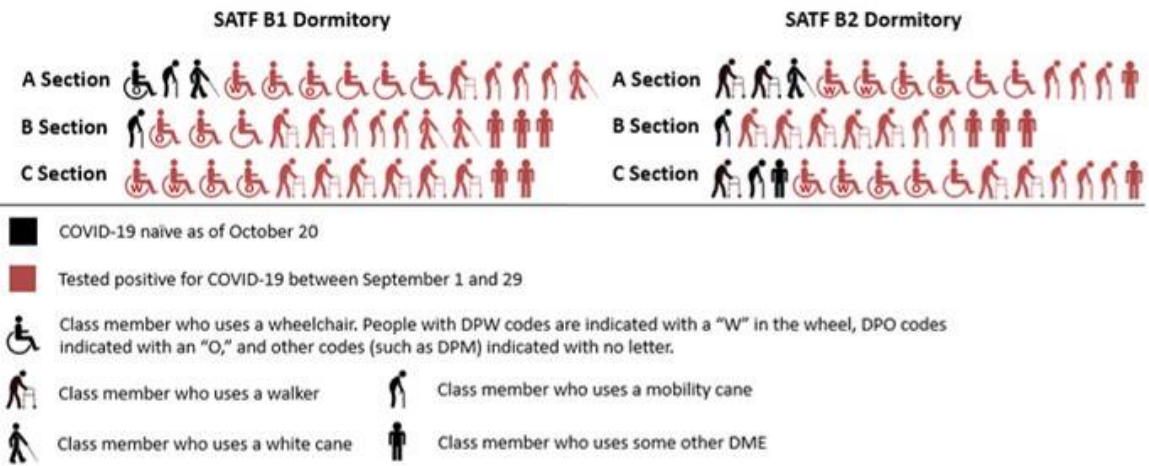 SATF B1 Dormitory
SATF B2 Dormitory
A Section
A Section
B Section
B Section
C Section
C Section
COVID-19 naïve as of October 20
Tested positive for COVID-19 between September 1 and 29
Class member who uses a wheelchair. People with DPW codes are indicated with a “W” in the wheel, DPO codes
indicated with an “O,” and other codes (such as DPM) indicated with no letter.
Class member who uses a walker
Class member who uses a mobility cane
Class member who uses a white cane
Class member who uses some other DME